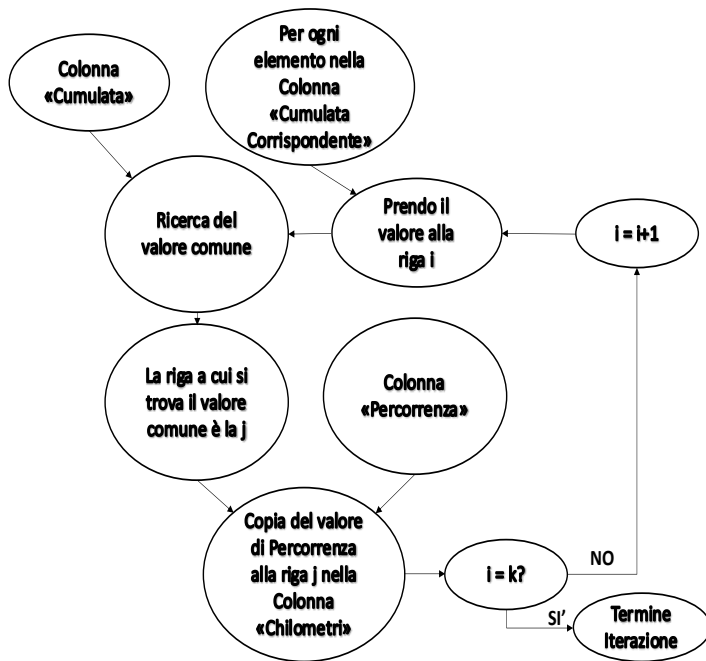 Colonna
«Cumulata»
Per ogni
elemento nella
Colonna
«Cumulata
Corrispondente»
Ricerca del
valore comune
Prendo il
valore alla
riga i
i = i+1
La riga a cui si
trova il valore
comune è la j
Colonna
«Percorrenza»
Copia del valore
di Percorrenza
alla riga j nella
Colonna
«Chilometri»
i = k?
NO
SI'
Termine
Iterazione